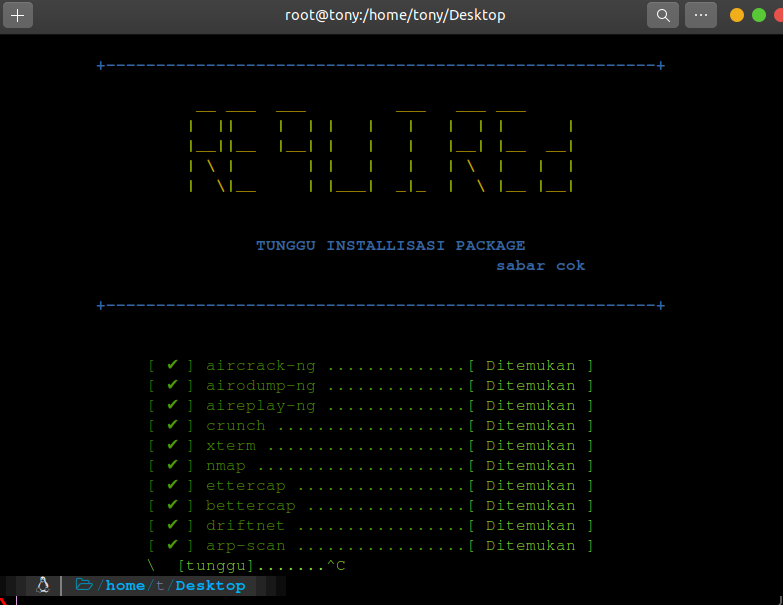 root@tony:/home/tony/Desktop
REQUIRED
TUNGGU INSTALLISASI PACKAGE
sabar cok
[ ✔ ] aircrack-ng ..............[ Ditemukan ]
[ ✔ ] airodump-ng ..............[ Ditemukan ]
[ ✔ ] aireplay-ng ..............[ Ditemukan ]
[ ✔ ] crunch ...................[ Ditemukan ]
[ ✔ ] xterm ....................[ Ditemukan ]
[ ✔ ] nmap .....................[ Ditemukan ]
[ ✔ ] ettercap .................[ Ditemukan ]
[ ✔ ] bettercap ................[ Ditemukan ]
[ ✔ ] driftnet .................[ Ditemukan ]
[ ✔ ] arp-scan .................[ Ditemukan ]
\ [tunggu].......^C
/home/t/Desktop